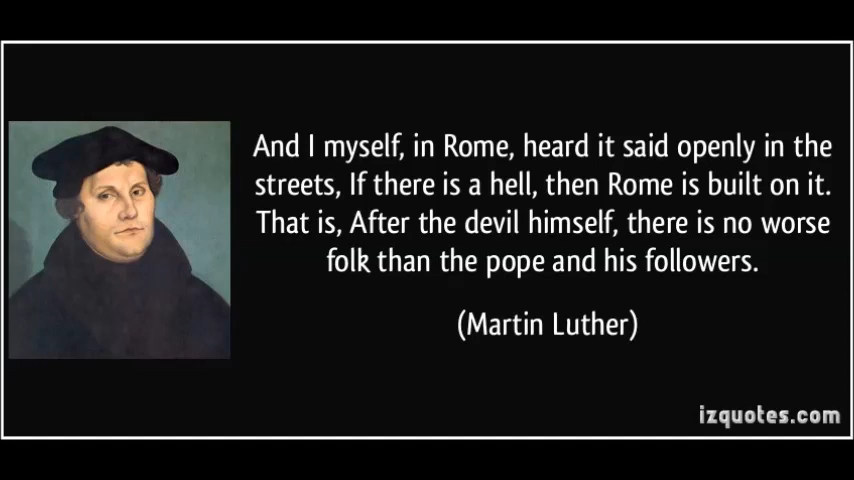 And I myself, in Rome, heard it said openly in the
streets, If there is a hell, then Rome is built on it.
That is, After the devil himself, there is no worse
folk than the pope and his followers.
(Martin Luther)
izquotes.com